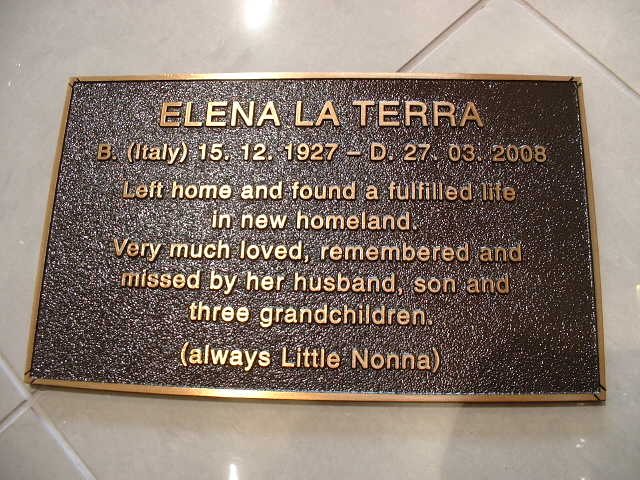 ELENA LA TERRA
B. (Italy) 15. 12. 1927 – D. 27. 03. 2008
Left home and found a fulfilled life
in new homeland.
Very much loved, remembered and
missed by her husband, son and
three grandchildren.
(always Little Nonna)